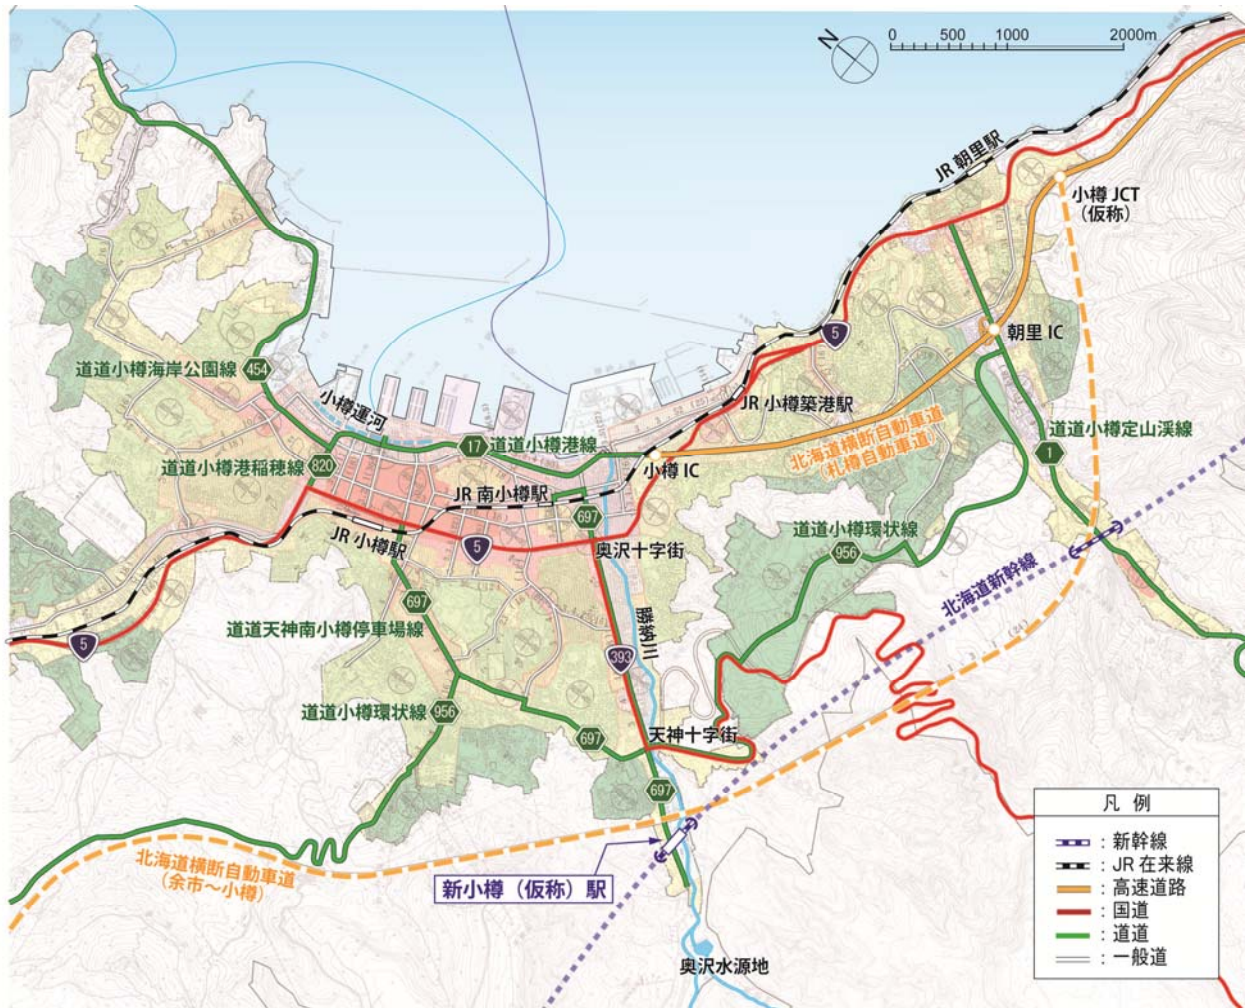 N
0 500 1000 2000m
JR 朝里駅
小樽 JCT
（仮称）
5
朝里 IC
道道小樽海岸公園線
454
小樽運河
JR 小樽築港駅
17
道道小樽港線
北海道横断自動車道
（札樽自動車道）
道道小樽定山渓線
1
道道小樽港稲穂線
820
小樽 IC
JR 南小樽駅
697
JR 小樽駅
5
奥沢十字街
道道小樽環状線
956
北海道新幹線
5
697
道道天神南小樽停車場線
勝納川
393
（24）
道道小樽環状線
956
697
天神十字街
697
北海道横断自動車道
（余市～小樽）
新小樽（仮称）駅
奥沢水源地
凡 例
：新幹線
：JR 在来線
：高速道路
：国道
：道道
：一般道